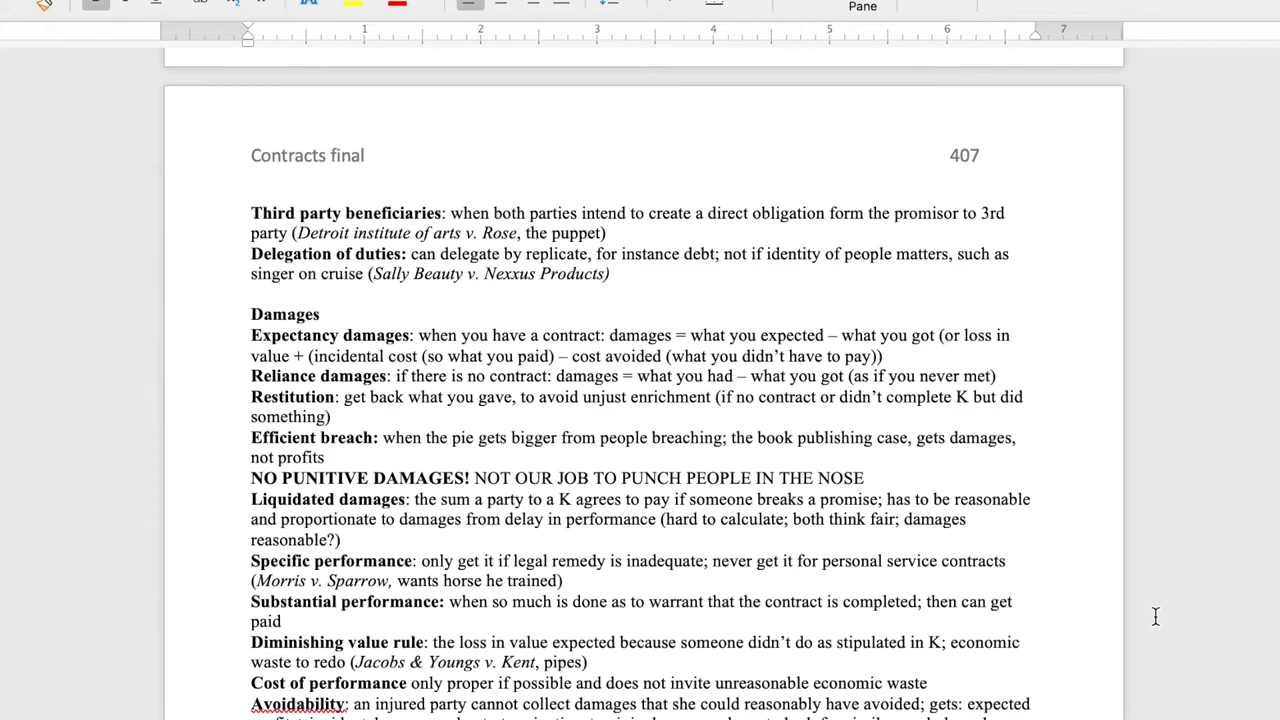 Pane
1 2 3 4 5 6 7
Contracts final 407
Third party beneficiaries: when both parties intend to create a direct obligation form the promisor to 3rd
party (Detroit institute of arts v. Rose, the puppet)
Delegation of duties: can delegate by replicate, for instance debt; not if identity of people matters, such as
singer on cruise (Sally Beauty v. Nexxus Products)
Damages
Expectancy damages: when you have a contract: damages = what you expected – what you got (or loss in
value + (incidental cost (so what you paid) – cost avoided (what you didn’t have to pay))
Reliance damages: if there is no contract: damages = what you had – what you got (as if you never met)
Restitution: get back what you gave, to avoid unjust enrichment (if no contract or didn’t complete K but did
something)
Efficient breach: when the pie gets bigger from people breaching; the book publishing case, gets damages,
not profits
NO PUNITIVE DAMAGES! NOT OUR JOB TO PUNCH PEOPLE IN THE NOSE
Liquidated damages: the sum a party to a K agrees to pay if someone breaks a promise; has to be reasonable
and proportionate to damages from delay in performance (hard to calculate; both think fair; damages
reasonable?)
Specific performance: only get it if legal remedy is inadequate; never get it for personal service contracts
(Morris v. Sparrow, wants horse he trained)
Substantial performance: when so much is done as to warrant that the contract is completed; then can get
paid
Diminishing value rule: the loss in value expected because someone didn’t do as stipulated in K; economic
waste to redo (Jacobs & Youngs v. Kent, pipes)
Cost of performance only proper if possible and does not invite unreasonable economic waste
Avoidability: an injured party cannot collect damages that she could reasonably have avoided; gets: expected